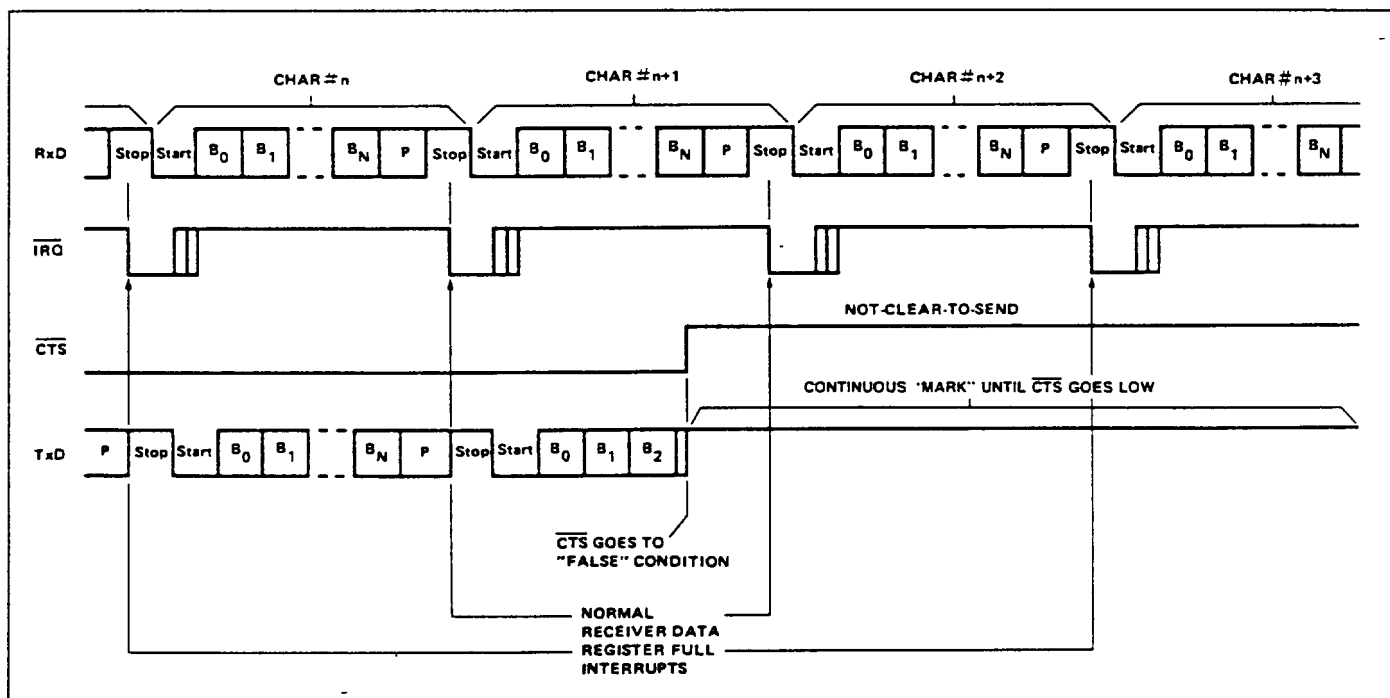 CHAR#n CHAR#n+1 CHAR#n+2 CHAR#n+3
RxD Stop Start B0 B1 BN P Stop Start B0 B1 BN P Stop Start B0 B1 BN P Stop Start B0 B1 BN
IRQ
NOT-CLEAR-TO-SEND
CTS
CONTINUOUS "MARK" UNTIL CTS GOES LOW
TxD P Stop Start B0 B1 BN P Stop Start B0 B1 B2
CTS GOES TO
"FALSE" CONDITION
NORMAL
RECEIVER DATA
REGISTER FULL
INTERRUPTS